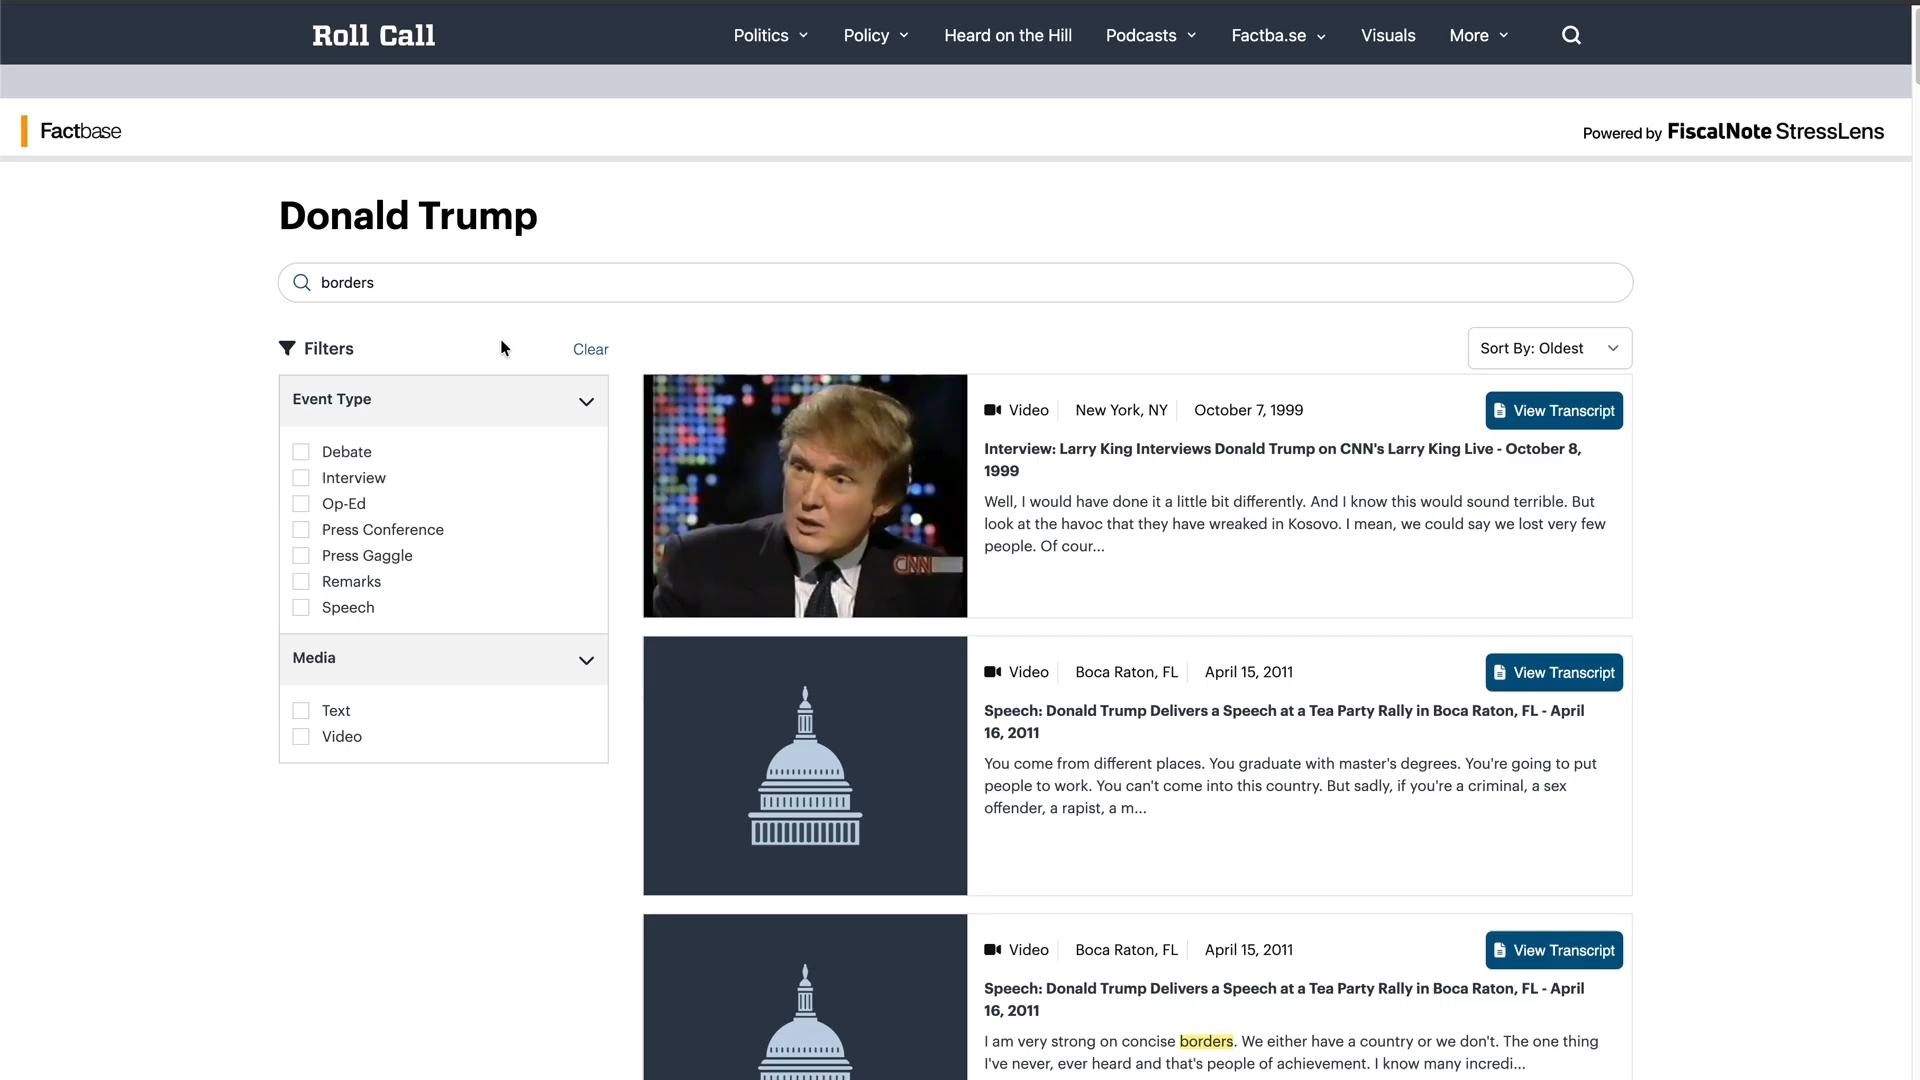 Roll Call
Politics
Policy
Heard on the Hill
Podcasts
Factba.se
Visuals
More
Factbase
Powered by FiscalNote StressLens
Donald Trump
borders
Filters
Clear
Sort By: Oldest
Event Type
Debate
Interview
Op-Ed
Press Conference
Press Gaggle
Remarks
Speech
Media
Text
Video
CNN
Video
New York, NY
October 7, 1999
View Transcript
Interview: Larry King Interviews Donald Trump on CNN's Larry King Live - October 8,
1999
Well, I would have done it a little bit differently. And I know this would sound terrible. But
look at the havoc that they have wreaked in Kosovo. I mean, we could say we lost very few
people. Of cour...
Video
Boca Raton, FL
April 15, 2011
View Transcript
Speech: Donald Trump Delivers a Speech at a Tea Party Rally in Boca Raton, FL - April
16, 2011
You come from different places. You graduate with master's degrees. You're going to put
people to work. You can't come into this country. But sadly, if you're a criminal, a sex
offender, a rapist, a m...
Video
Boca Raton, FL
April 15, 2011
View Transcript
Speech: Donald Trump Delivers a Speech at a Tea Party Rally in Boca Raton, FL - April
16, 2011
I am very strong on concise borders. We either have a country or we don't. The one thing
I've never, ever heard and that's people of achievement. I know many incredi...